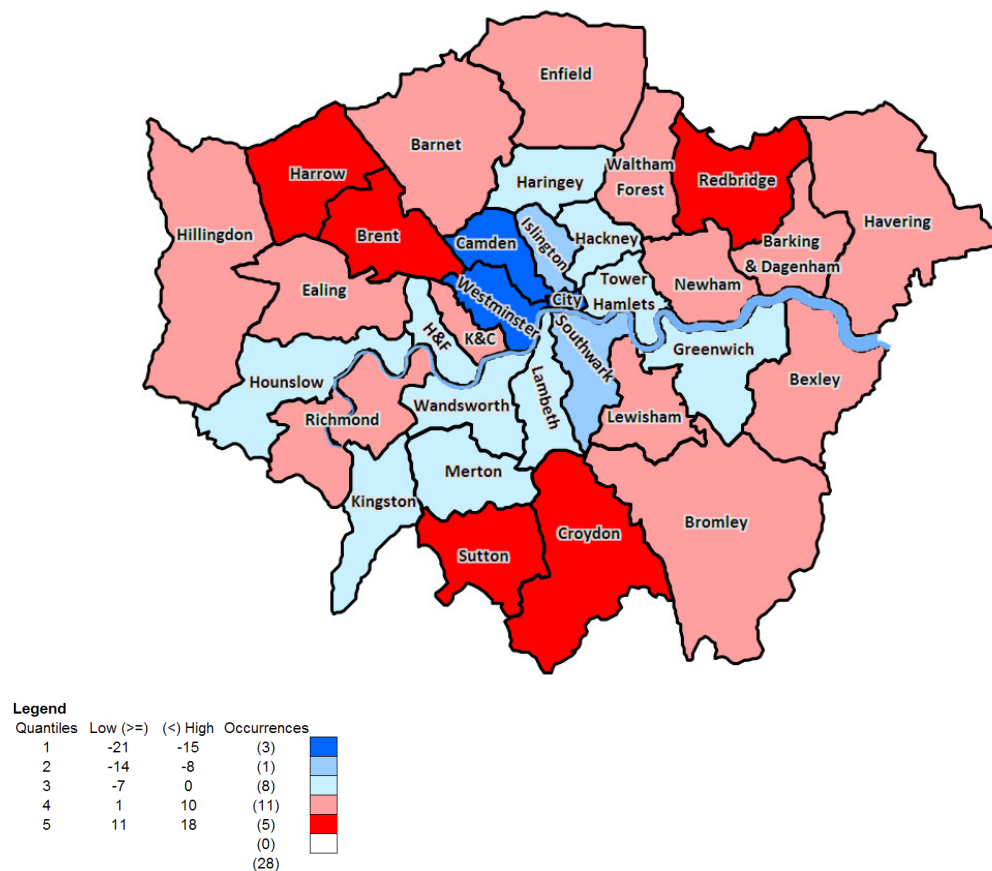 Enfield
Barnet
Harrow
Haringey
Waltham
Forest
Redbridge
Havering
Hillingdon
Brent
Camden
Islington
Hackney
Barking
& Dagenham
Ealing
Westminster
City
Tower
Hamlets
Newham
H&F
K&C
Southwark
Greenwich
Hounslow
Bexley
Richmond
Wandsworth
Lambeth
Lewisham
Merton
Kingston
Bromley
Croydon
Sutton
Legend
Quantiles Low (>=) (<) High Occurrences
1 -21 -15 (3)
2 -14 -8 (1)
3 -7 0 (8)
4 1 10 (11)
5 11 18 (5)
(0)
(28)